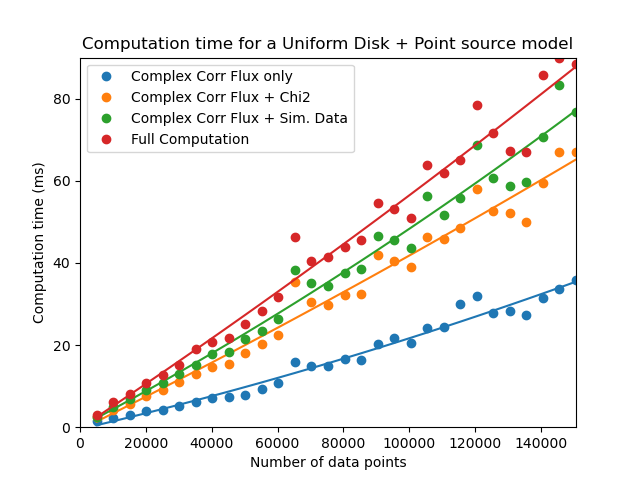 Computation time for a Uniform Disk + Point source model
Complex Corr Flux only
Complex Corr Flux + Chi2
Complex Corr Flux + Sim. Data
Full Computation
80
60
40
20
0
Computation time (ms)
0 20000 40000 60000 80000 100000 120000 140000
Number of data points